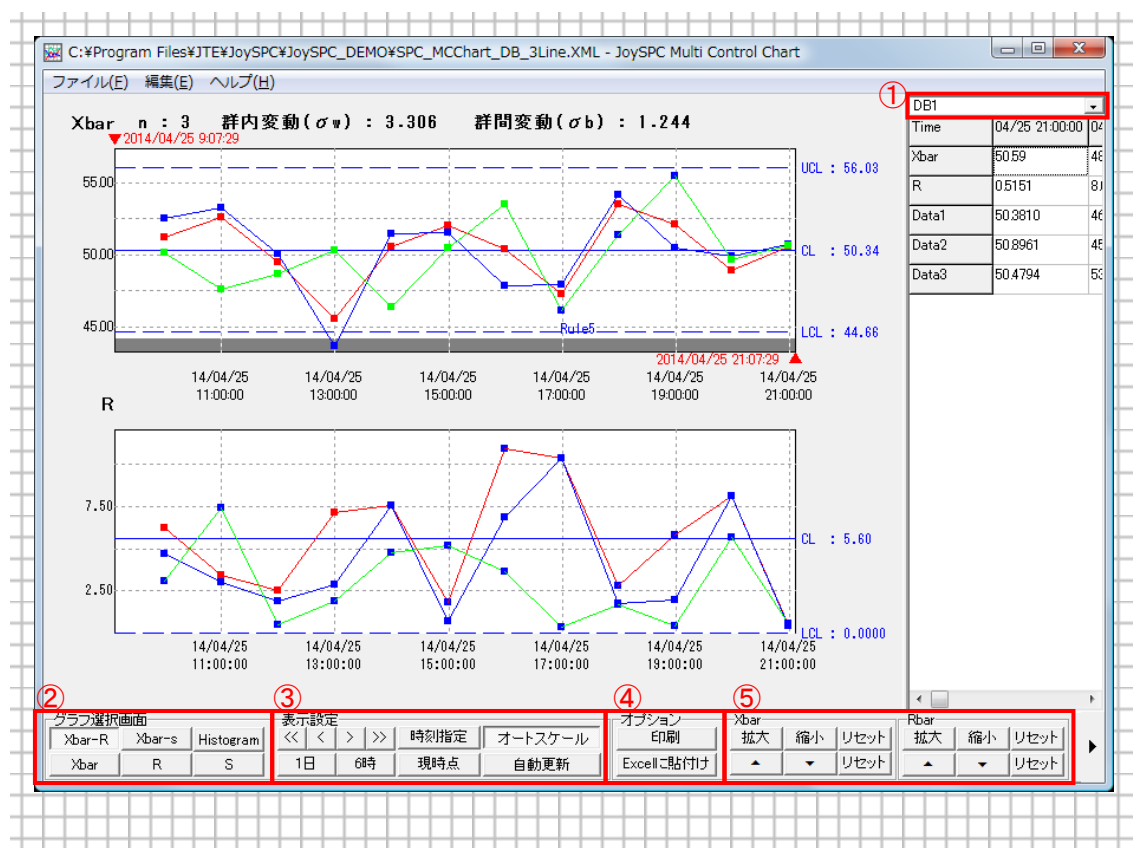 C:¥Program Files¥JTE¥JoySPC¥JoySPC_DEMO¥SPC_MCChart_DB_3Line.XML - JoySPC Multi Control Chart
ファイル(F) 編集(E) ヘルプ(H)
①
DB1
Xbar n : 3 群内変動(σw) : 3.306 群間変動(σb) : 1.244
2014/04/25 9:07:29
Time 04/25 21:00:00 04
Xbar 50.59 48
R 0.5151 8.
Data1 50.3810 46
Data2 50.8961 45
Data3 50.4794 53
UCL : 56.03
55.00
50.00
CL : 50.34
45.00
Rule5
LCL : 44.66
2014/04/25 21:07:29
14/04/25 14/04/25 14/04/25 14/04/25 14/04/25 14/04/25
11:00:00 13:00:00 15:00:00 17:00:00 19:00:00 21:00:00
R
7.50
CL : 5.60
2.50
LCL : 0.0000
14/04/25 14/04/25 14/04/25 14/04/25 14/04/25 14/04/25
11:00:00 13:00:00 15:00:00 17:00:00 19:00:00 21:00:00
② ③ ④ ⑤
グラフ選択画面 表示設定 オプション Xbar Rbar
Xbar-R Xbar-s Histogram << < > >> 時刻指定 オートスケール 印刷 拡大 縮小 リセット 拡大 縮小 リセット
Xbar R S 1日 6時 現時点 自動更新 Excelに貼付け ▲ ▼ リセット ▲ ▼ リセット